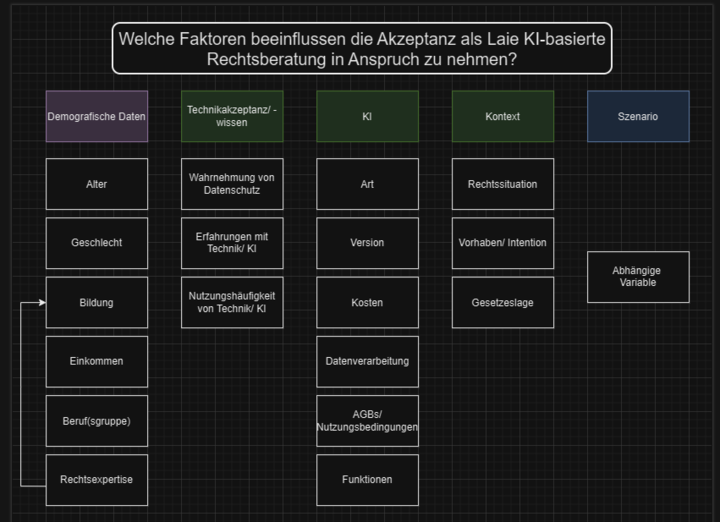 Welche Faktoren beeinflussen die Akzeptanz als Laie KI-basierte
Rechtsberatung in Anspruch zu nehmen?
Demografische Daten
Technikakzeptanz/ -
wissen
KI
Kontext
Szenario
Alter
Wahrnehmung von
Datenschutz
Art
Rechtssituation
Geschlecht
Erfahrungen mit
Technik/ KI
Version
Vorhaben/ Intention
Abhängige
Variable
Bildung
Nutzungshäufigkeit
von Technik/ KI
Kosten
Gesetzeslage
Einkommen
Datenverarbeitung
Beruf(sgruppe)
AGBs/
Nutzungsbedingungen
Rechtsexpertise
Funktionen